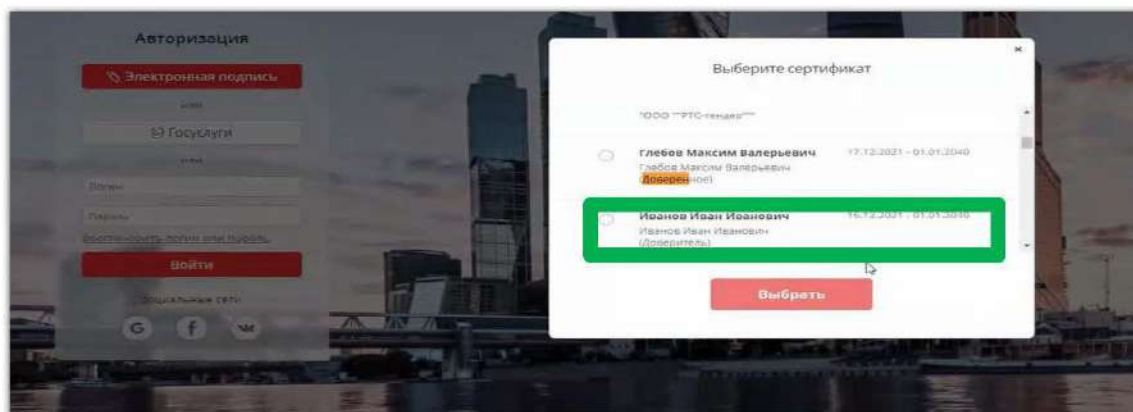 Авторизация
Электронная подпись
или
Госуслуги
или
Логин
Пароль
Восстановить логин или пароль
Войти
Социальные сети
G f
×
Выберите сертификат
"ООО ""РТС-тендер"""
Глебов Максим Валерьевич 17.12.2021 - 01.01.2040
Глебов Максим Валерьевич
(Доверенное)
Иванов Иван Иванович 16.12.2021 - 01.01.2040
Иванов Иван Иванович
(Доверитель)
Выбрать